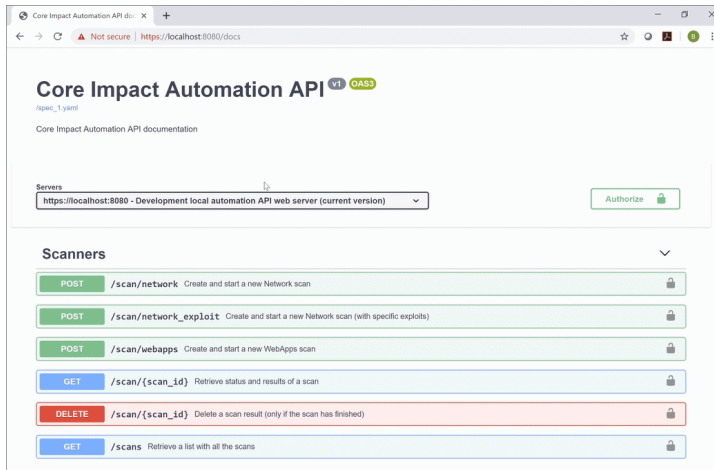 Core Impact Automation API doc
Not secure | https://localhost:8080/docs
B
Core Impact Automation API v1 OAS3
/spec_1.yaml
Core Impact Automation API documentation
Servers
https://localhost:8080 - Development local automation API web server (current version)
Authorize
Scanners
POST /scan/network Create and start a new Network scan
POST /scan/network_exploit Create and start a new Network scan (with specific exploits)
POST /scan/webapps Create and start a new WebApps scan
GET /scan/{scan_id} Retrieve status and results of a scan
DELETE /scan/{scan_id} Delete a scan result (only if the scan has finished)
GET /scans Retrieve a list with all the scans